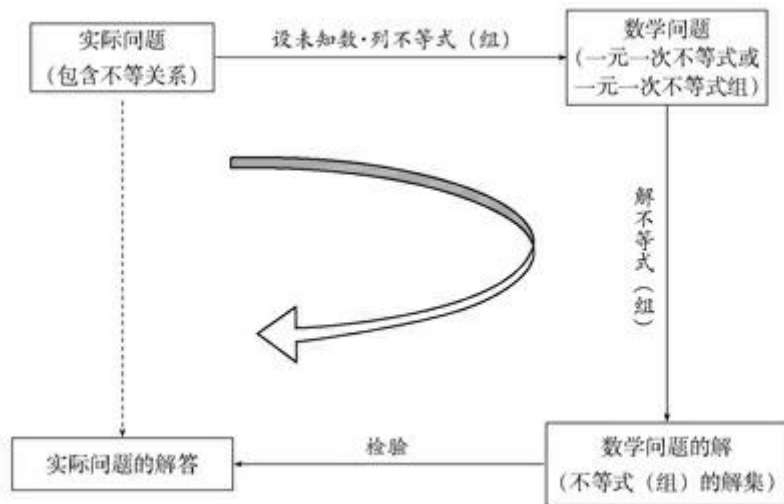 实际问题
(包含不等关系)
设未知数·列不等式(组)
数学问题
(一元一次不等式或
一元一次不等式组)
解不等式(组)
数学问题的解
(不等式(组)的解集)
检验
实际问题的解答